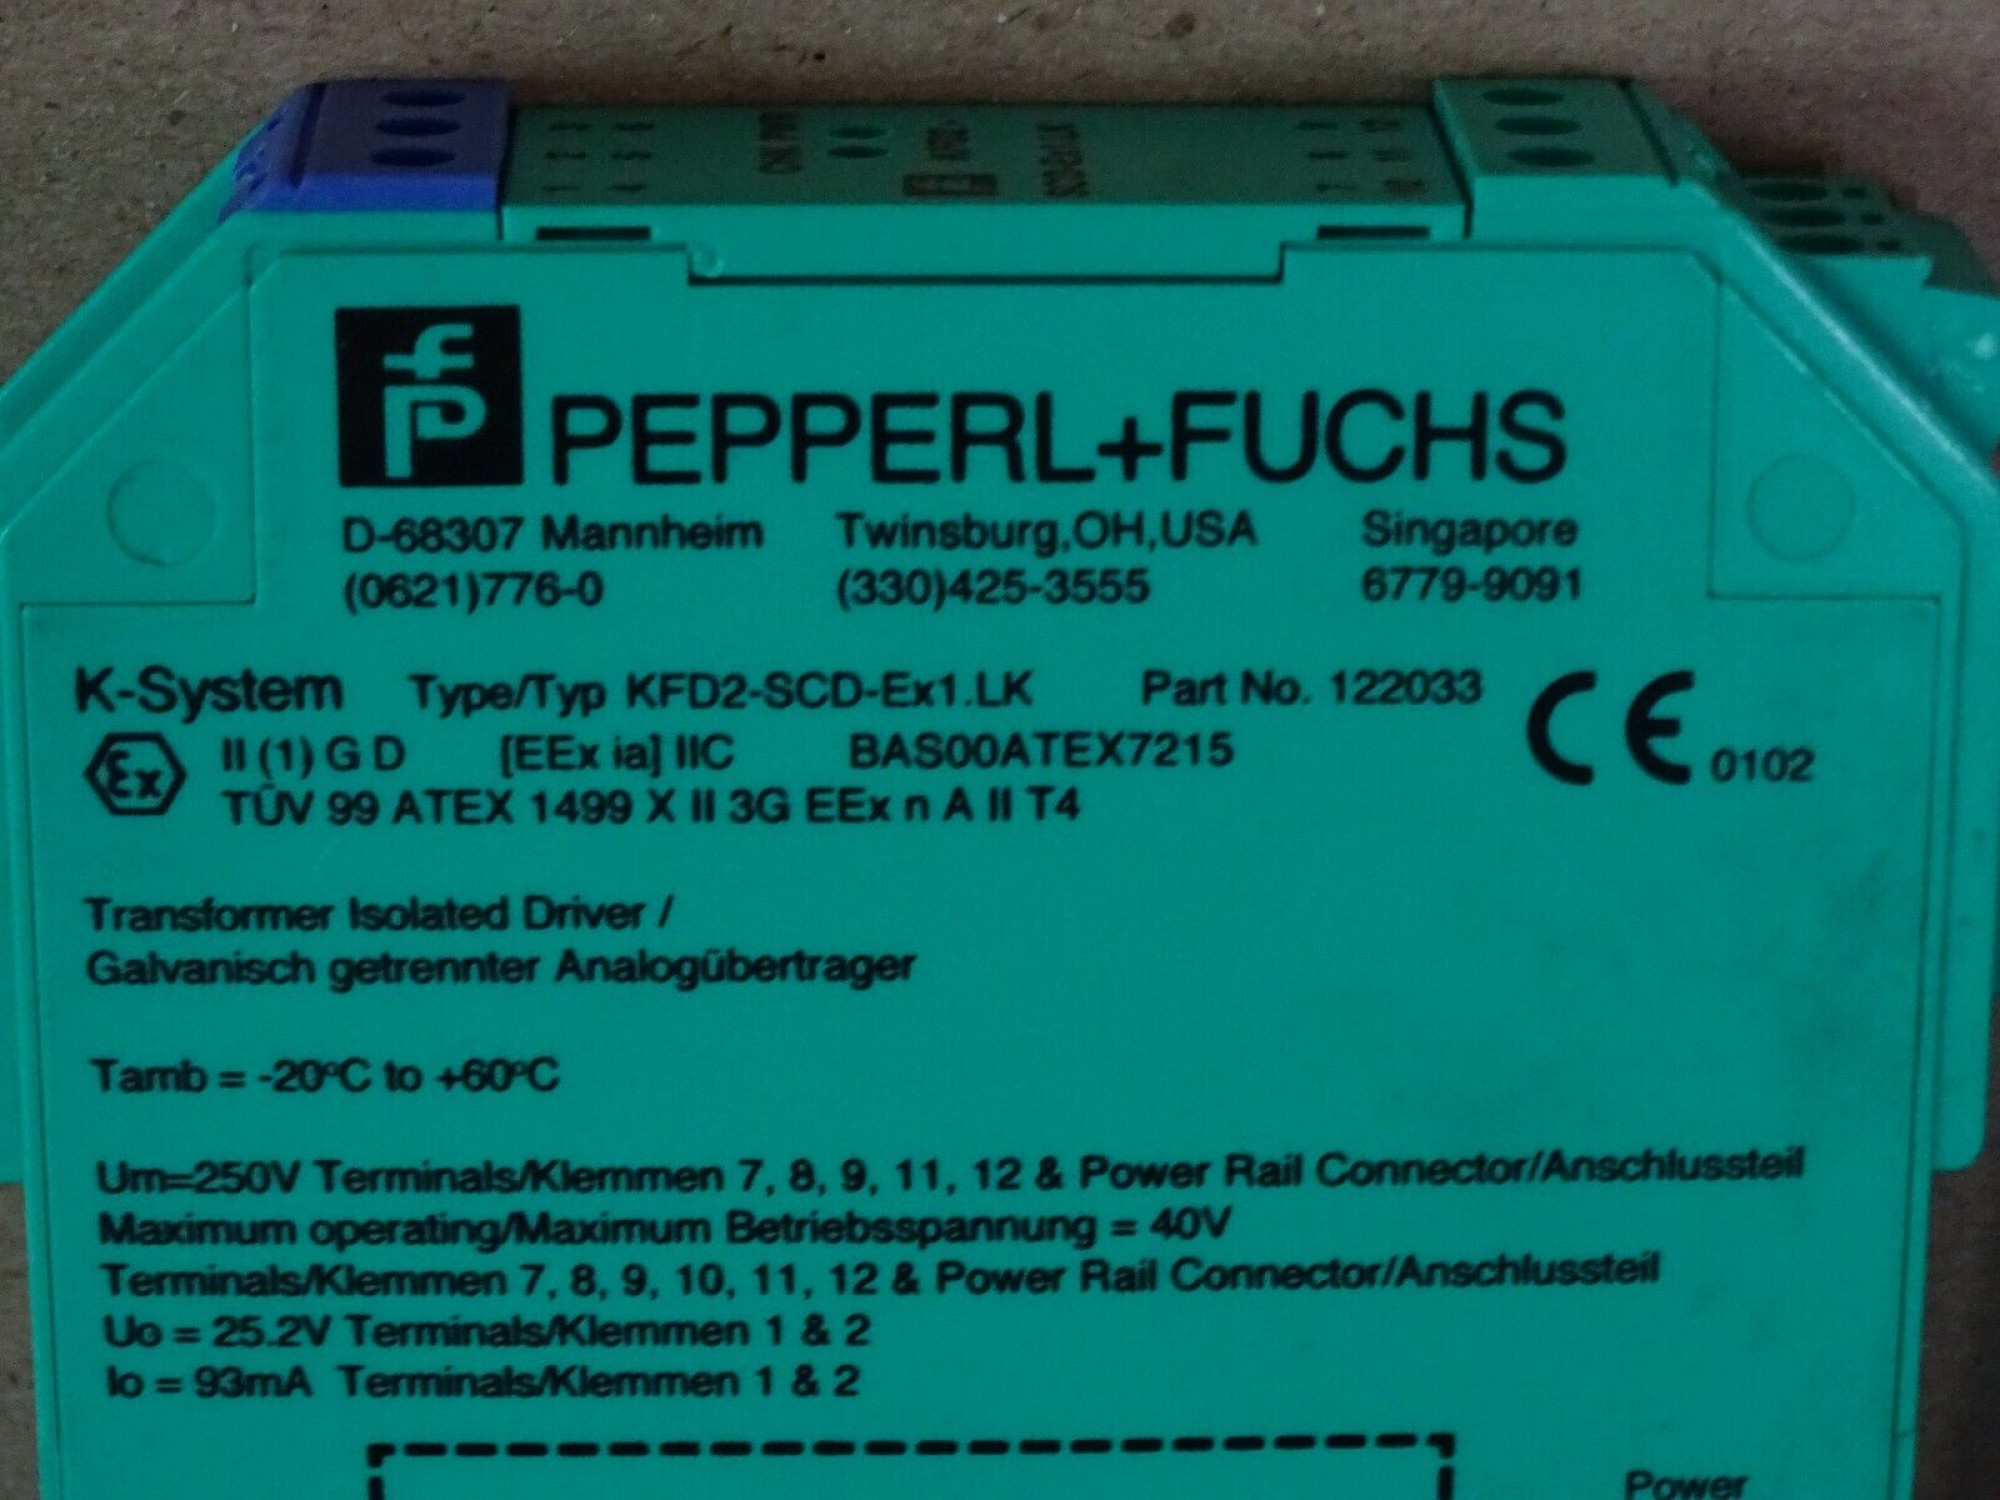 PEPPERL+FUCHS
D-68307 Mannheim Twinsburg,OH,USA Singapore
(0621)776-0 (330)425-3555 6779-9091
K-System Type/Typ KFD2-SCD-Ex1.LK Part No. 122033 CE 0102
Ex II (1) G D [EEx ia] IIC BAS00ATEX7215
TÜV 99 ATEX 1499 X II 3G EEx n A II T4
Transformer Isolated Driver /
Galvanisch getrennter Analogübertrager
Tamb = -20°C to +60°C
Um=250V Terminals/Klemmen 7, 8, 9, 11, 12 & Power Rail Connector/Anschlussteil
Maximum operating/Maximum Betriebsspannung = 40V
Terminals/Klemmen 7, 8, 9, 10, 11, 12 & Power Rail Connector/Anschlussteil
Uo = 25.2V Terminals/Klemmen 1 & 2
Io = 93mA Terminals/Klemmen 1 & 2
Power